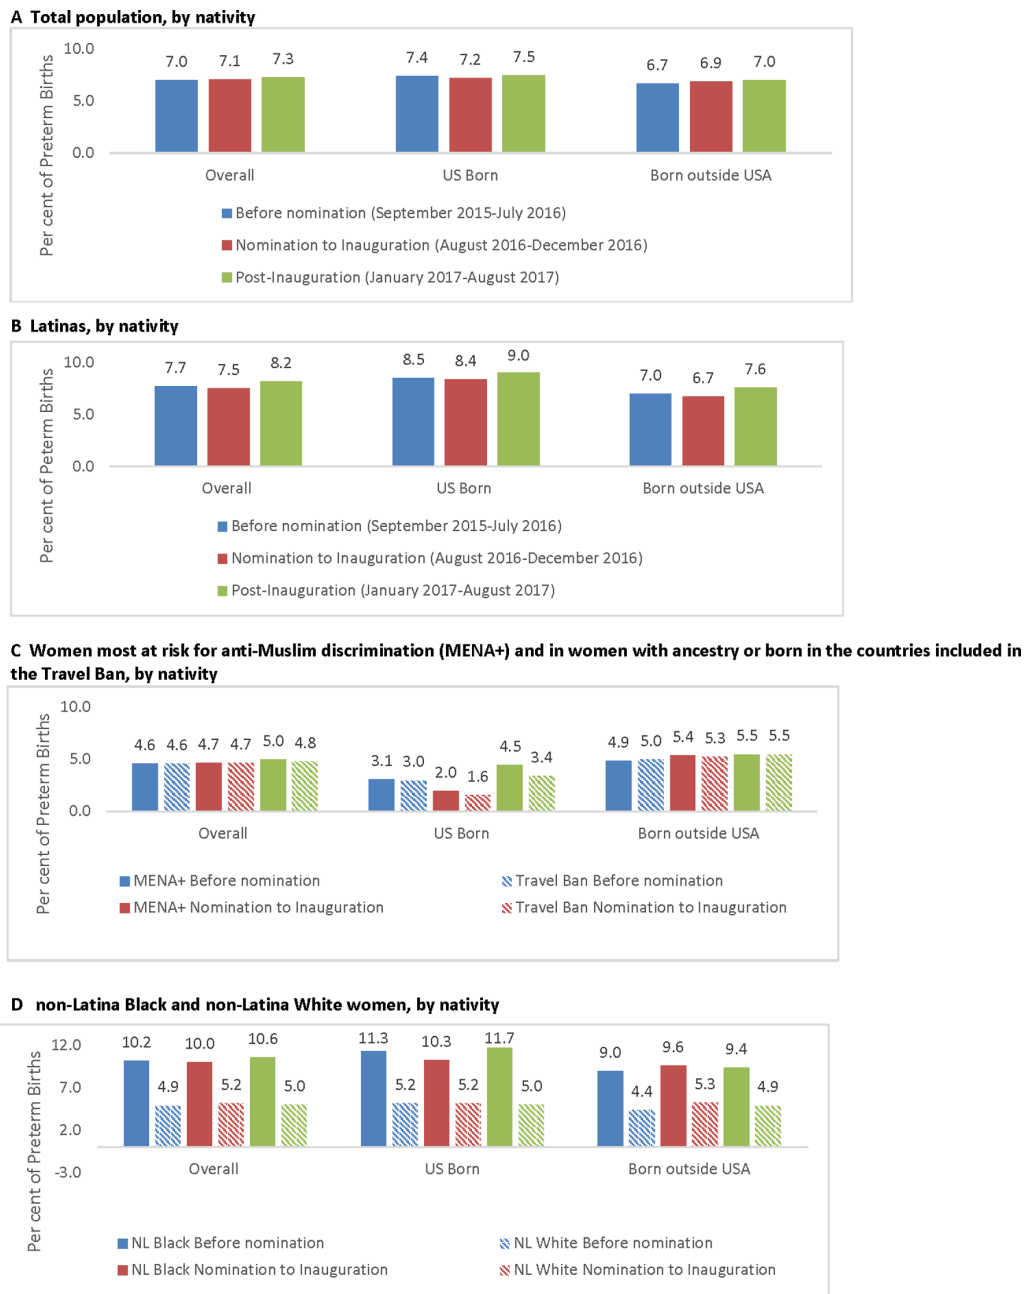 A Total population, by nativity
Per cent of Preterm Births
10.0
5.0
0.0
7.0 7.1 7.3 7.4 7.2 7.5 6.7 6.9 7.0
Overall US Born Born outside USA
Before nomination (September 2015-July 2016)
Nomination to Inauguration (August 2016-December 2016)
Post-Inauguration (January 2017-August 2017)
B Latinas, by nativity
Per cent of Peterm Births
10.0
5.0
0.0
7.7 7.5 8.2 8.5 8.4 9.0 7.0 6.7 7.6
Overall US Born Born outside USA
Before nomination (September 2015-July 2016)
Nomination to Inauguration (August 2016-December 2016)
Post-Inauguration (January 2017-August 2017)
C Women most at risk for anti-Muslim discrimination (MENA+) and in women with ancestry or born in the countries included in
the Travel Ban, by nativity
Per cent of Preterm Births
10.0
5.0
0.0
4.6 4.6 4.7 4.7 5.0 4.8 3.1 3.0 2.0 1.6 4.5 3.4 4.9 5.0 5.4 5.3 5.5 5.5
Overall US Born Born outside USA
MENA+ Before nomination Travel Ban Before nomination
MENA+ Nomination to Inauguration Travel Ban Nomination to Inauguration
D non-Latina Black and non-Latina White women, by nativity
Per cent of Preterm Births
12.0
7.0
2.0
-3.0
10.2 4.9 10.0 5.2 10.6 5.0 11.3 5.2 10.3 5.2 11.7 5.0 9.0 4.4 9.6 5.3 9.4 4.9
Overall US Born Born outside USA
NL Black Before nomination NL White Before nomination
NL Black Nomination to Inauguration NL White Nomination to Inauguration